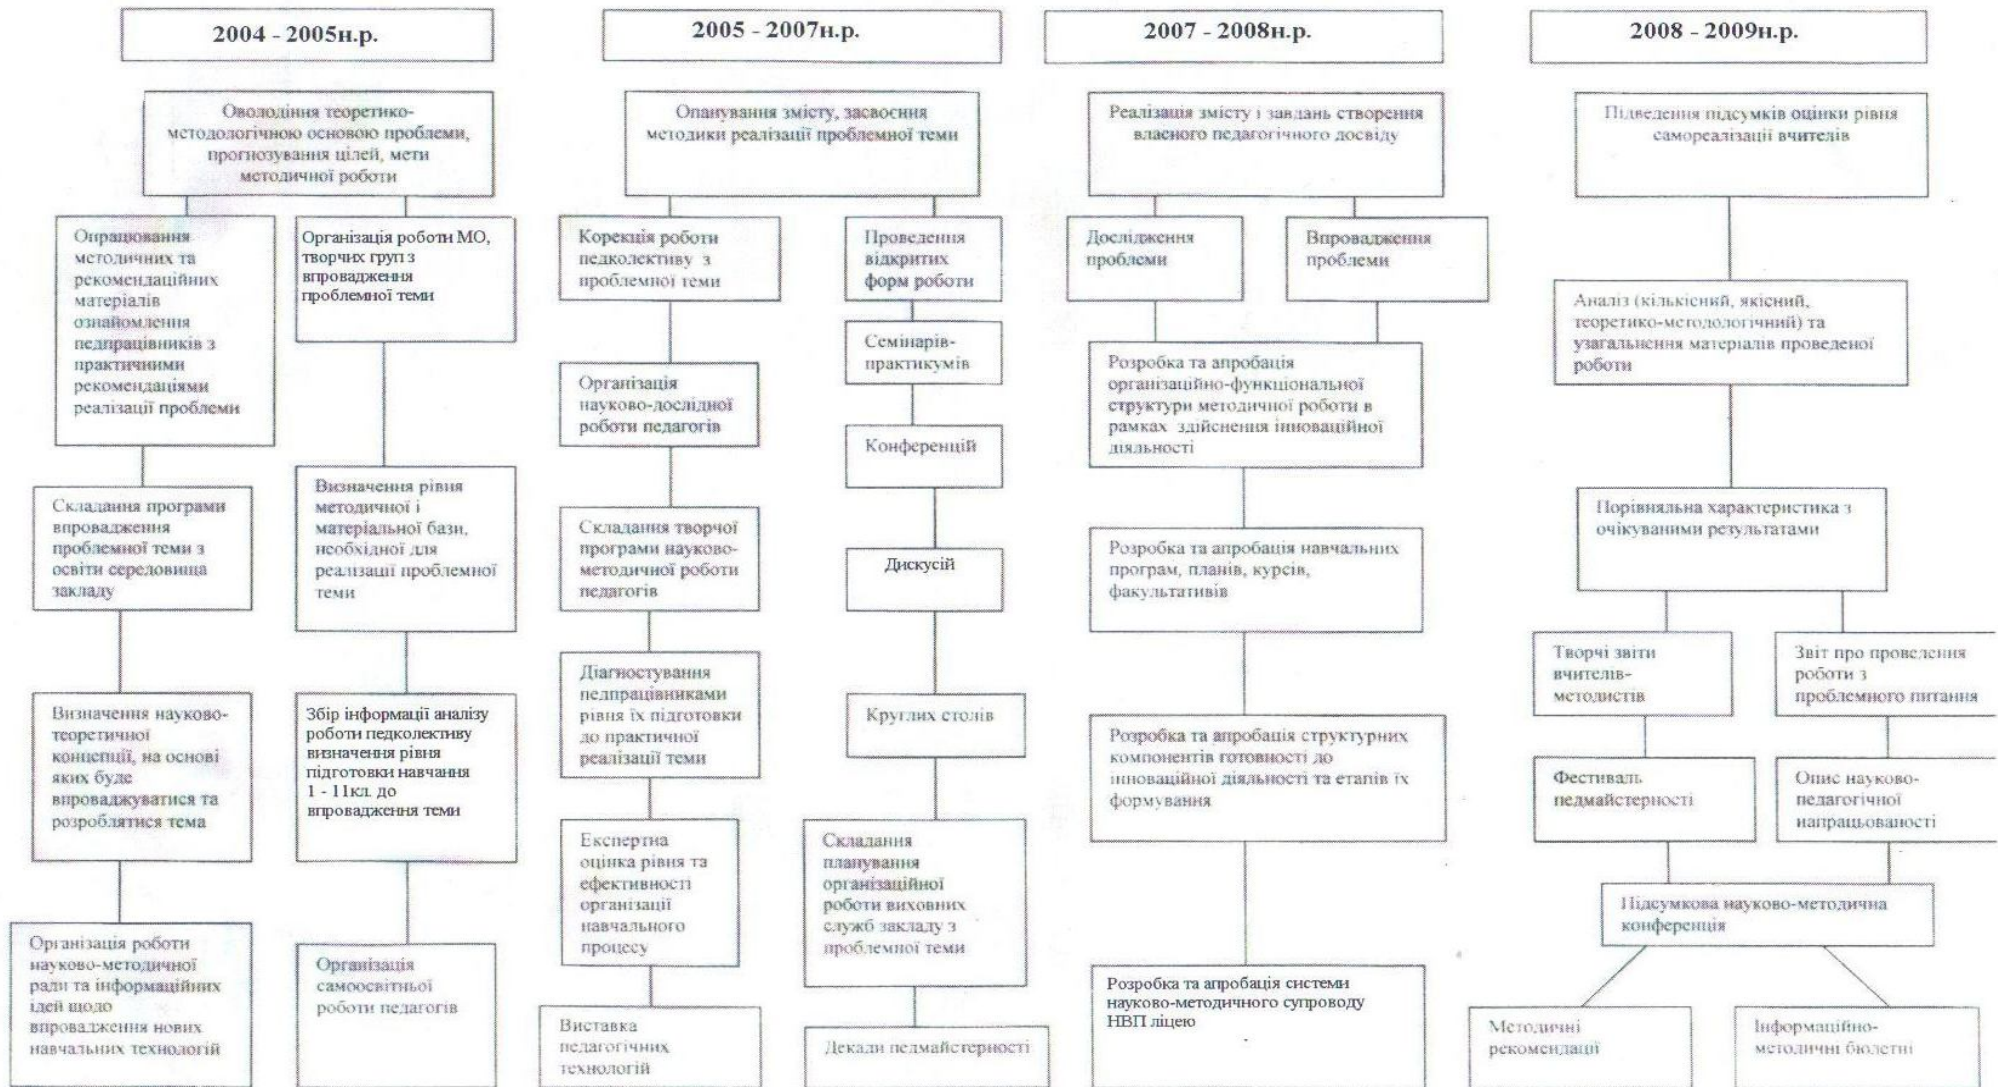 2004 - 2005н.р.
Оволодіння теоретико-
методологічною основою проблеми,
прогнозування цілей, мети
методичної роботи
Опрацювання
методичних та
рекомендаційних
матеріалів
ознайомлення
педпрацівників з
практичними
рекомендаціями
реалізації проблеми
Організація роботи МО,
творчих груп з
впровадження
проблемної теми
Складання програми
впровадження
проблемної теми з
освіти середовища
закладу
Визначення рівня
методичної і
матеріальної бази,
необхідної для
реалізації проблемної
теми
Визначення науково-
теоретичної
концепції, на основі
яких буде
впроваджуватися та
розроблятися тема
Збір інформації аналізу
роботи педколективу
визначення рівня
підготовки навчання
1 - 11кл. до
впровадження теми
Організація роботи
науково-методичної
ради та інформаційних
ідей щодо
впровадження нових
навчальних технологій
Організація
самоосвітньої
роботи педагогів
2005 - 2007н.р.
Опанування змісту, засвоєння
методики реалізації проблемної теми
Корекція роботи
педколективу з
проблемної теми
Проведення
відкритих
форм роботи
Організація
науково-дослідної
роботи педагогів
Семінарів-
практикумів
Конференцій
Складання творчої
програми науково-
методичної роботи
педагогів
Дискусій
Діагностування
педпрацівниками
рівня їх підготовки
до практичної
реалізації теми
Круглих столів
Експертна
оцінка рівня та
ефективності
організації
навчального
процесу
Складання
планування
організаційної
роботи виховних
служб закладу з
проблемної теми
Виставка
педагогічних
технологій
Декади педмайстерності
2007 - 2008н.р.
Реалізація змісту і завдань створення
власного педагогічного досвіду
Дослідження
проблеми
Впровадження
проблеми
Розробка та апробація
організаційно-функціональної
структури методичної роботи в
рамках здійснення інноваційної
діяльності
Розробка та апробація навчальних
програм, планів, курсів,
факультативів
Розробка та апробація структурних
компонентів готовності до
інноваційної діяльності та етапів їх
формування
Розробка та апробація системи
науково-методичного супроводу
НВП ліцею
2008 - 2009н.р.
Підведення підсумків оцінки рівня
самореалізації вчителів
Аналіз (кількісний, якісний,
теоретико-методологічний) та
узагальнення матеріалів проведеної
роботи
Порівняльна характеристика з
очікуваними результатами
Творчі звіти
вчителів-
методистів
Звіт про проведення
роботи з
проблемного питання
Фестиваль
педмайстерності
Опис науково-
педагогічної
напрацьованості
Підсумкова науково-методична
конференція
Методичні
рекомендації
Інформаційно-
методичні бюлетні